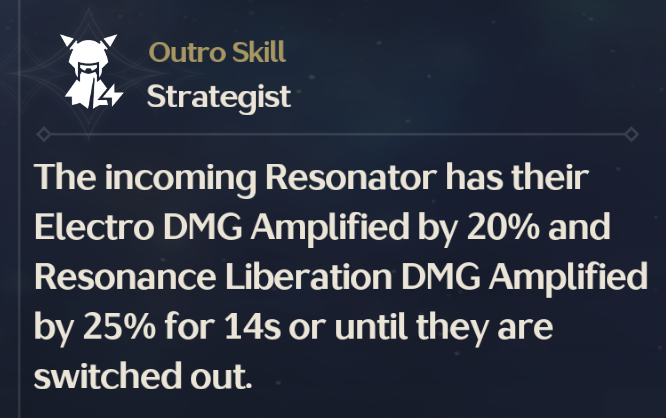 Outro Skill
Strategist
The incoming Resonator has their
Electro DMG Amplified by 20% and
Resonance Liberation DMG Amplified
by 25% for 14s or until they are
switched out.